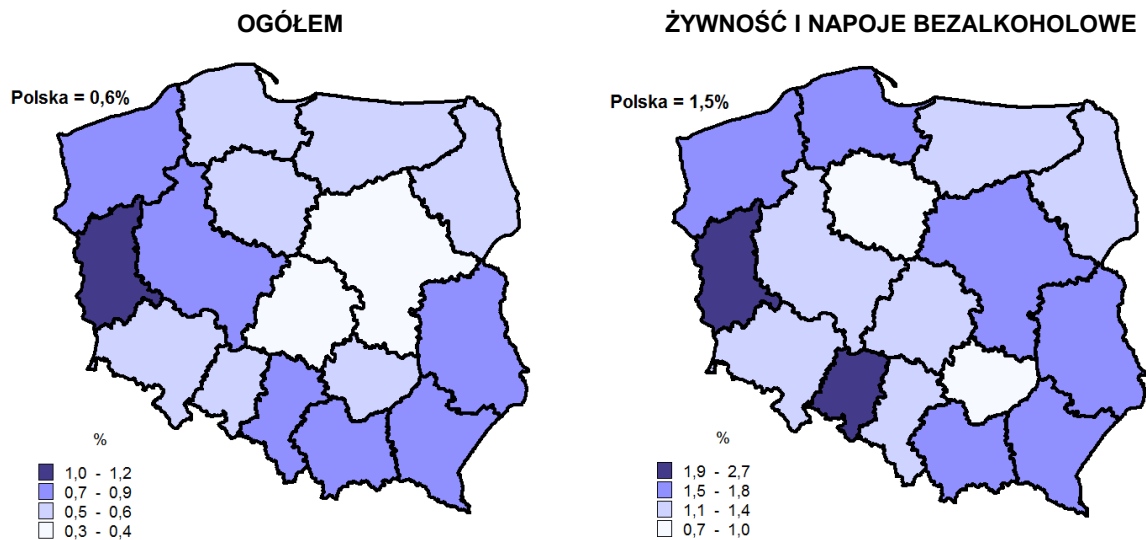 OGÓŁEM
Polska = 0,6%
%
1,0 - 1,2
0,7 - 0,9
0,5 - 0,6
0,3 - 0,4
ŻYWNOŚĆ I NAPOJE BEZALKOHOLOWE
Polska = 1,5%
%
1,9 - 2,7
1,5 - 1,8
1,1 - 1,4
0,7 - 1,0